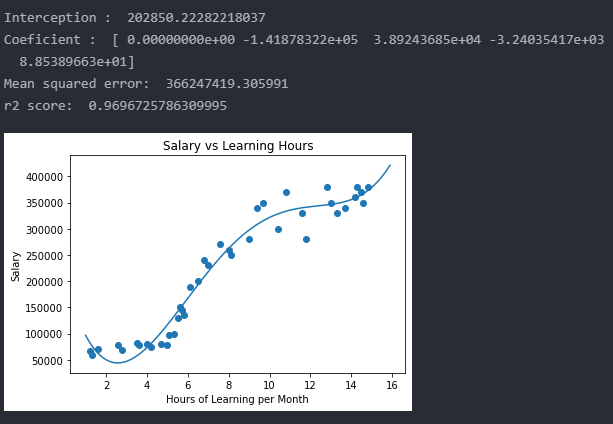 Interception :  202850.22282218037
Coeficient :  [ 0.00000000e+00 -1.41878322e+05  3.89243685e+04 -3.24035417e+03
  8.85389663e+01]
Mean squared error:  366247419.305991
r2 score:  0.9696725786309995
Salary vs Learning Hours
400000
350000
300000
250000
200000
150000
100000
50000
Salary
2 4 6 8 10 12 14 16
Hours of Learning per Month